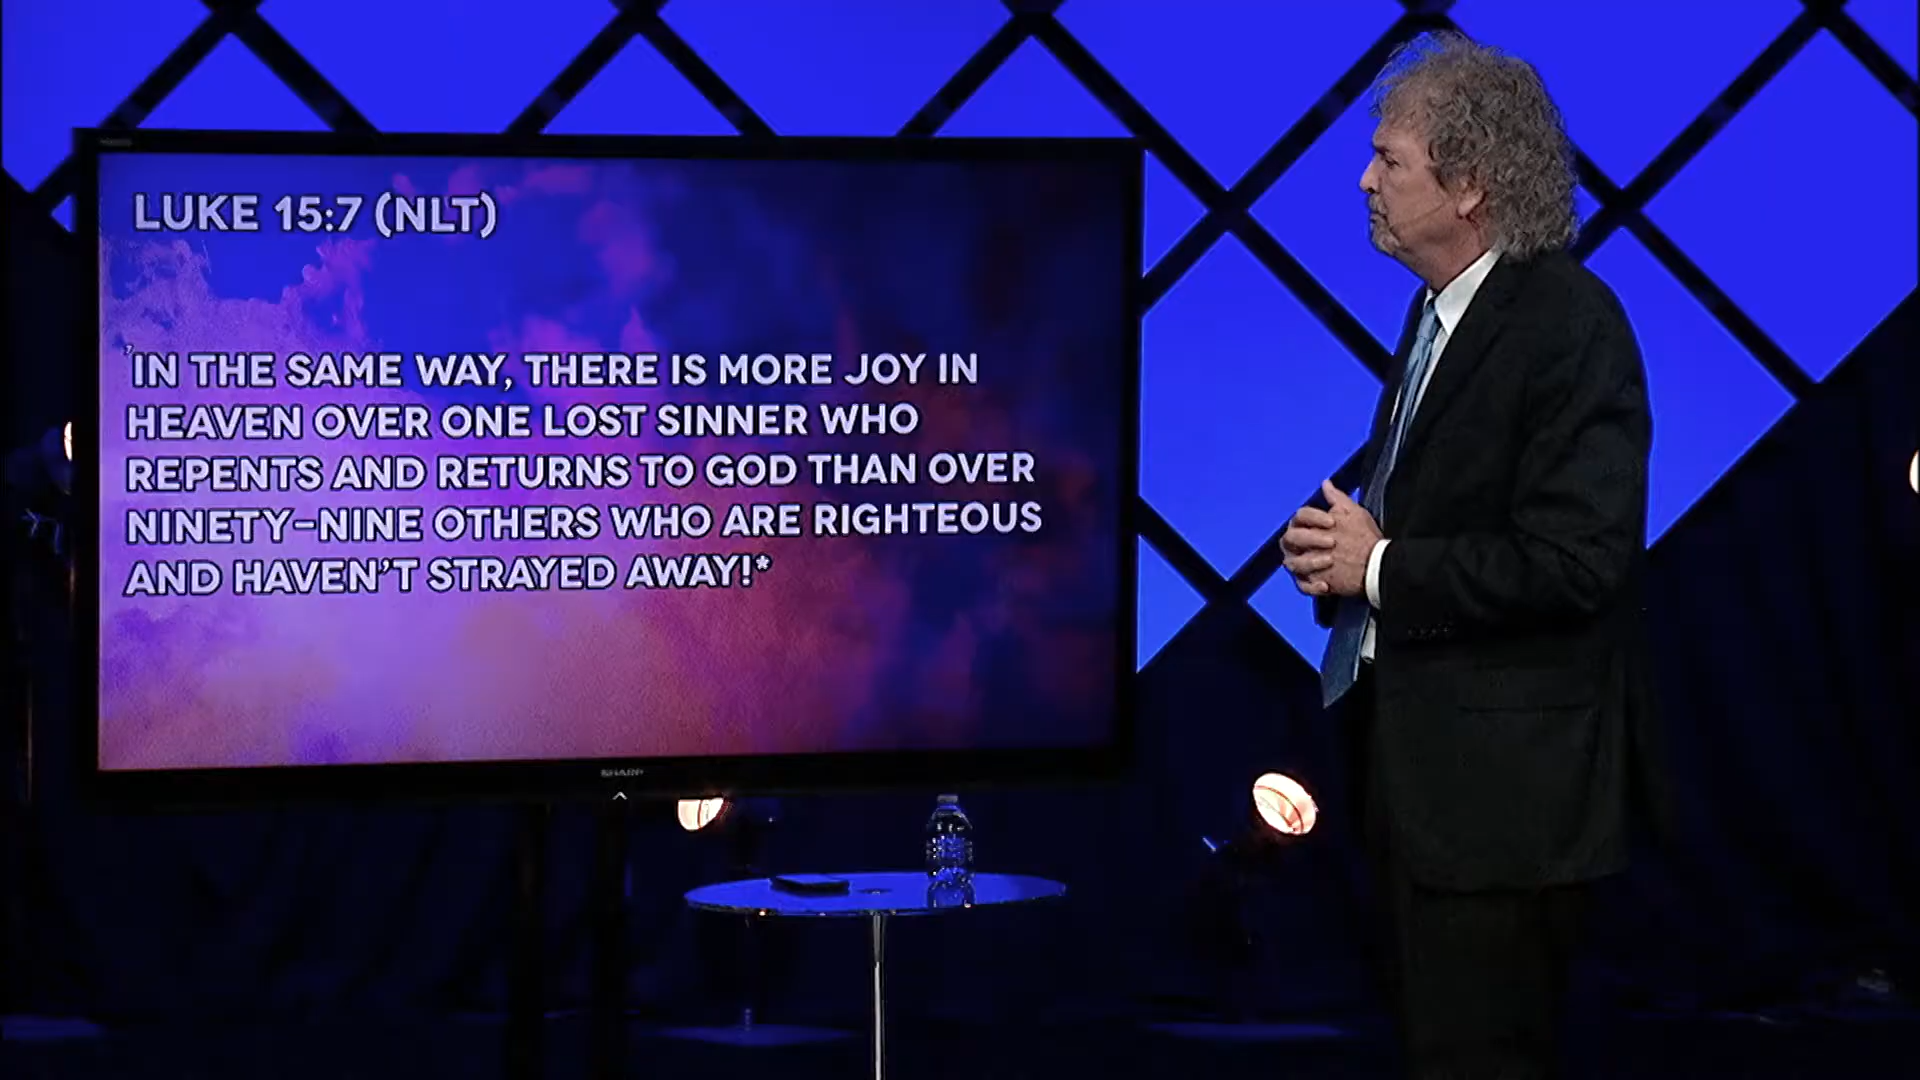 LUKE 15:7 (NLT)
7IN THE SAME WAY, THERE IS MORE JOY IN
HEAVEN OVER ONE LOST SINNER WHO
REPENTS AND RETURNS TO GOD THAN OVER
NINETY-NINE OTHERS WHO ARE RIGHTEOUS
AND HAVEN'T STRAYED AWAY!*
SHARP